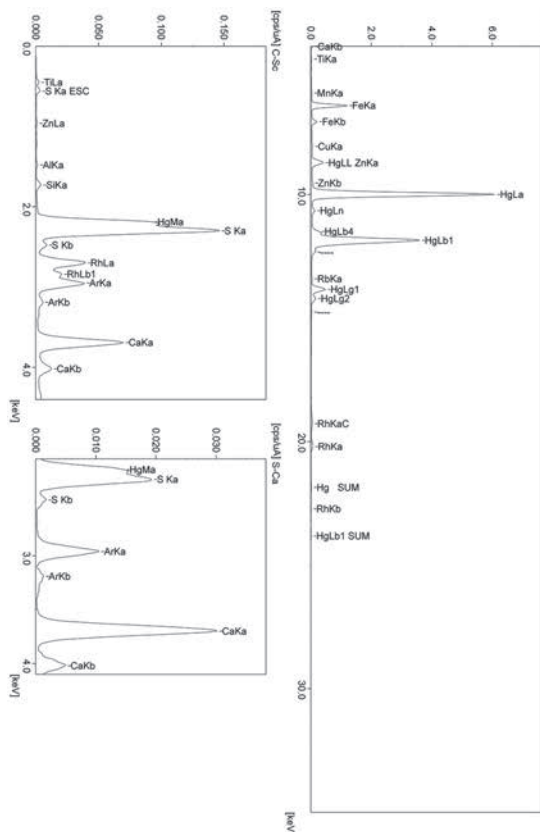 [cps/uA] C-Sc
0.000
0.050
0.100
0.150
0.0
2.0
4.0
[keV]
TiLa
S Ka ESC
ZnLa
AlKa
SiKa
HgMa
S Ka
S Kb
RhLa
RhLb1
ArKa
ArKb
CaKa
CaKb
[cps/uA] S-Ca
0.000
0.010
0.020
0.030
3.0
4.0
[keV]
HgMa
S Ka
S Kb
ArKa
ArKb
CaKa
CaKb
0.0
2.0
4.0
6.0
10.0
20.0
30.0
[keV
CaKb
TiKa
MnKa
FeKa
FeKb
CuKa
HgLL ZnKa
ZnKb
HgLa
HgLn
HgLb4
HgLb1
RbKa
HgLg1
HgLg2
RhKaC
RhKa
Hg SUM
RhKb
HgLb1 SUM